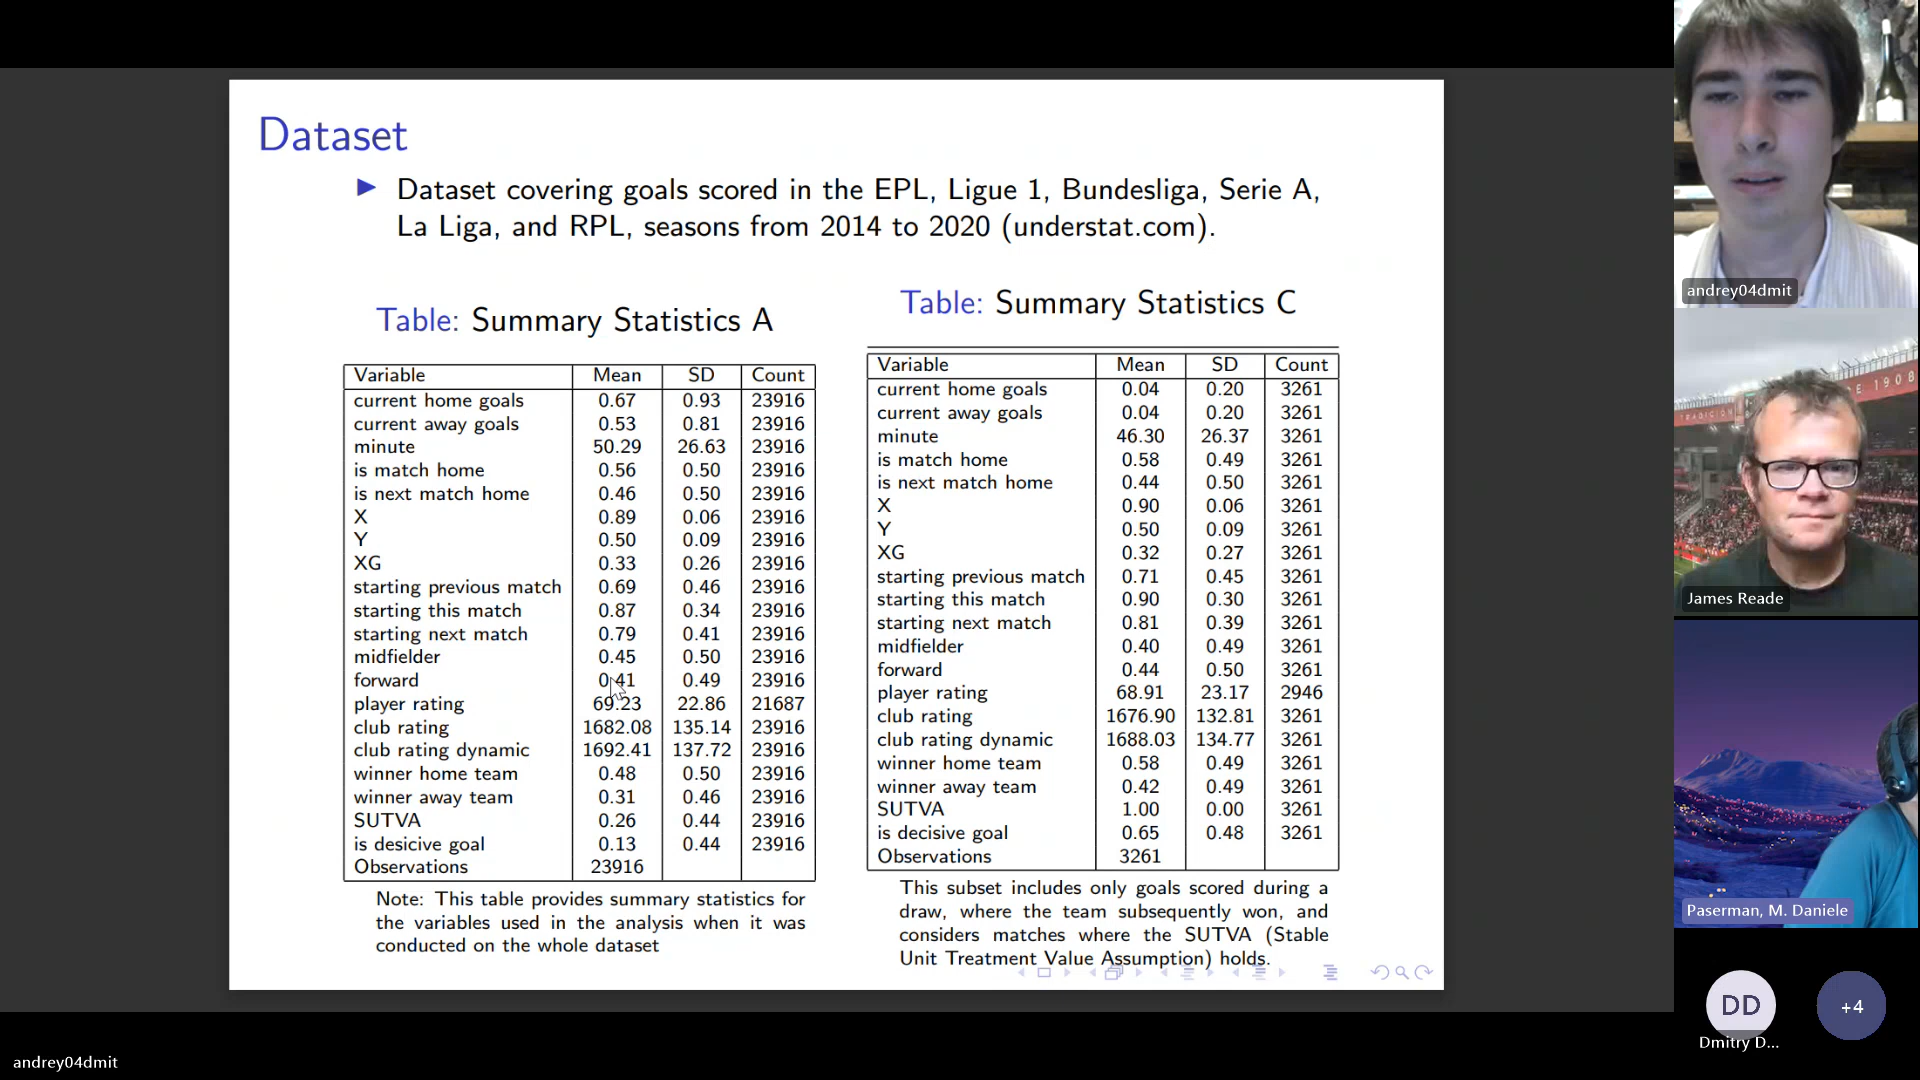 Dataset
Dataset covering goals scored in the EPL, Ligue 1, Bundesliga, Serie A,
La Liga, and RPL, seasons from 2014 to 2020 (understat.com).
Table: Summary Statistics A
Variable Mean SD Count
current home goals 0.67 0.93 23916
current away goals 0.53 0.81 23916
minute 50.29 26.63 23916
is match home 0.56 0.50 23916
is next match home 0.46 0.50 23916
X 0.89 0.06 23916
Y 0.50 0.09 23916
XG 0.33 0.26 23916
starting previous match 0.69 0.46 23916
starting this match 0.87 0.34 23916
starting next match 0.79 0.41 23916
midfielder 0.45 0.50 23916
forward 0.41 0.49 23916
player rating 69.23 22.86 21687
club rating 1682.08 135.14 23916
club rating dynamic 1692.41 137.72 23916
winner home team 0.48 0.50 23916
winner away team 0.31 0.46 23916
SUTVA 0.26 0.44 23916
is desicive goal 0.13 0.44 23916
Observations 23916
Note: This table provides summary statistics for
the variables used in the analysis when it was
conducted on the whole dataset
Table: Summary Statistics C
Variable Mean SD Count
current home goals 0.04 0.20 3261
current away goals 0.04 0.20 3261
minute 46.30 26.37 3261
is match home 0.58 0.49 3261
is next match home 0.44 0.50 3261
X 0.90 0.06 3261
Y 0.50 0.09 3261
XG 0.32 0.27 3261
starting previous match 0.71 0.45 3261
starting this match 0.90 0.30 3261
starting next match 0.81 0.39 3261
midfielder 0.40 0.49 3261
forward 0.44 0.50 3261
player rating 68.91 23.17 2946
club rating 1676.90 132.81 3261
club rating dynamic 1688.03 134.77 3261
winner home team 0.58 0.49 3261
winner away team 0.42 0.49 3261
SUTVA 1.00 0.00 3261
is decisive goal 0.65 0.48 3261
Observations 3261
This subset includes only goals scored during a
draw, where the team subsequently won, and
considers matches where the SUTVA (Stable
Unit Treatment Value Assumption) holds.
andrey04dmit
1908
James Reade
Paserman, M. Daniele
DD
Dmitry D...
+4
andrey04dmit